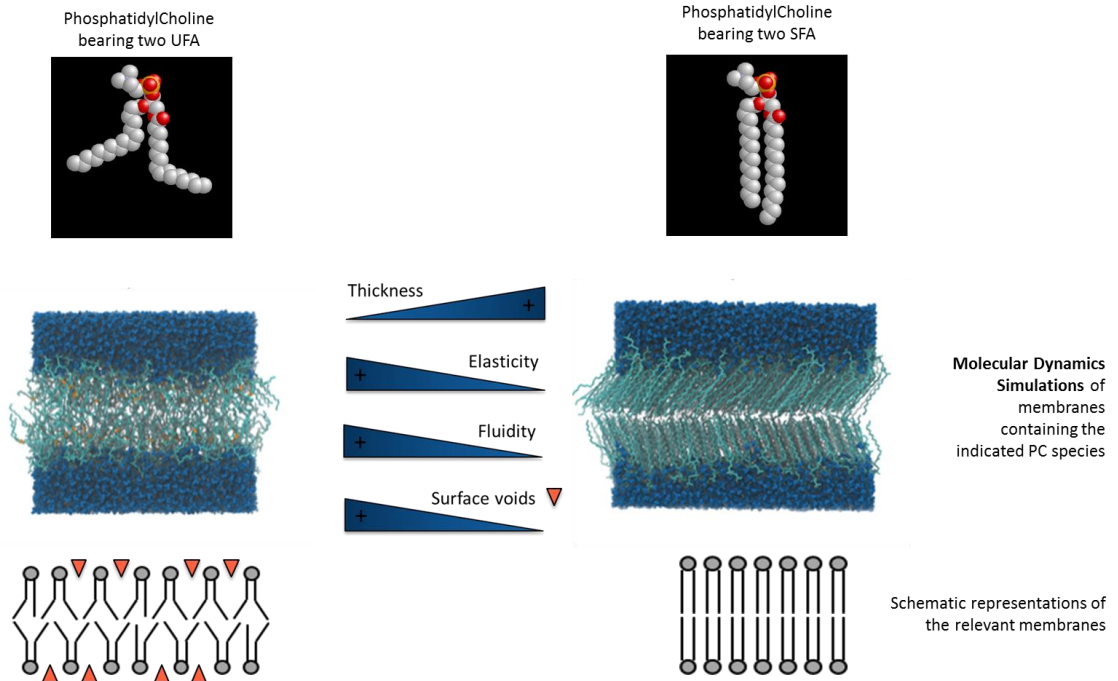 PhosphatidylCholine
bearing two UFA
PhosphatidylCholine
bearing two SFA
Thickness
+
Elasticity
+
Fluidity
+
Surface voids
+
Molecular Dynamics
Simulations of
membranes
containing the
indicated PC species
Schematic representations of
the relevant membranes